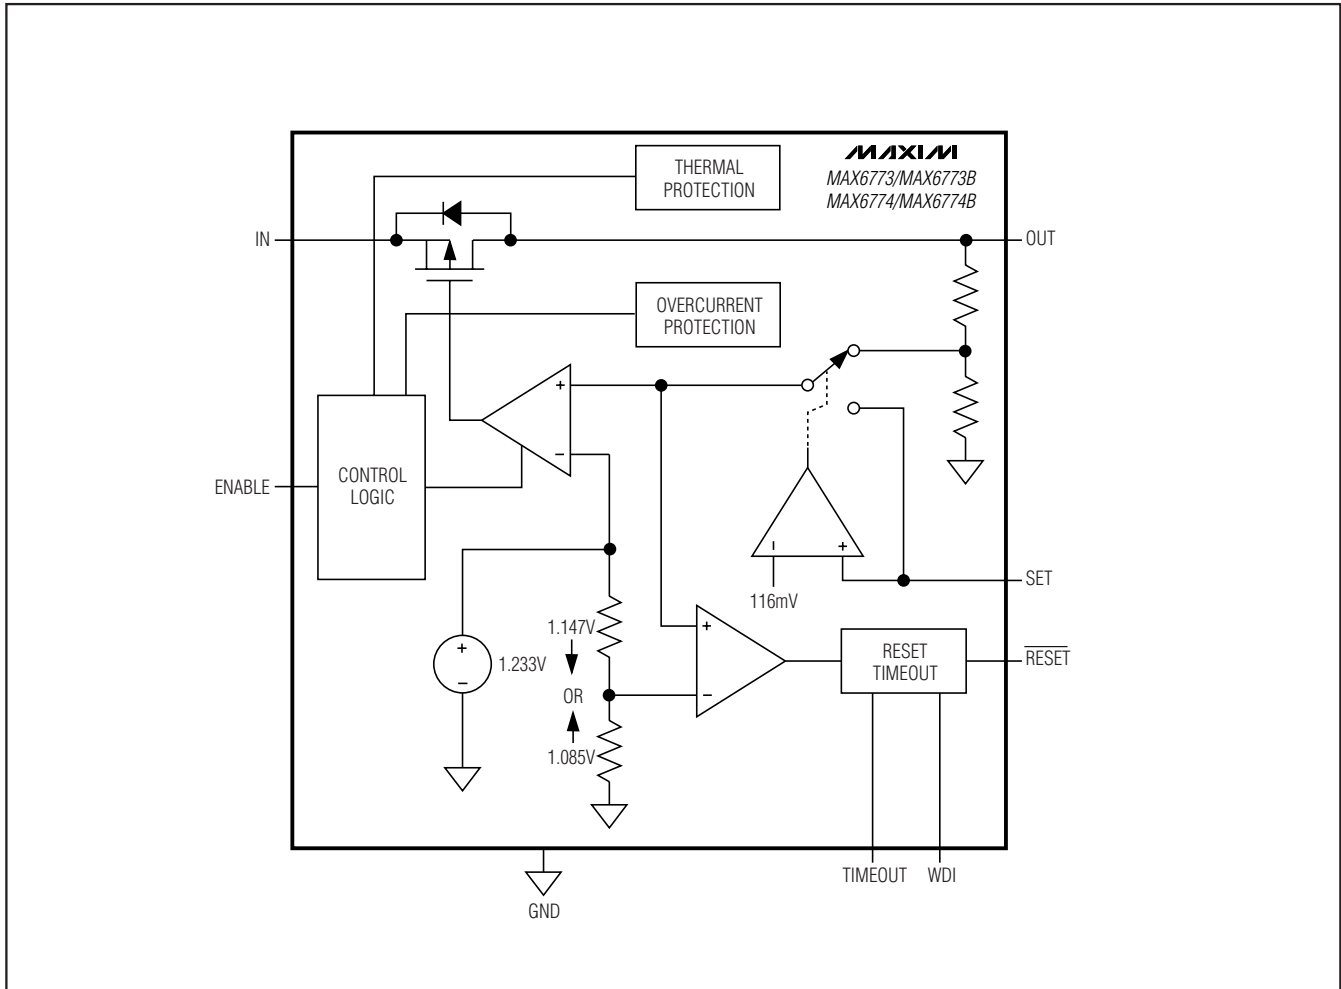 THERMAL
PROTECTION
MAXIM
MAX6773/MAX6773B
MAX6774/MAX6774B
IN
OUT
OVERCURRENT
PROTECTION
+
−
CONTROL
LOGIC
ENABLE
− +
116mV
SET
1.147V
OR
1.085V
+
−
1.233V
+
−
RESET
TIMEOUT
RESET
TIMEOUT WDI
GND